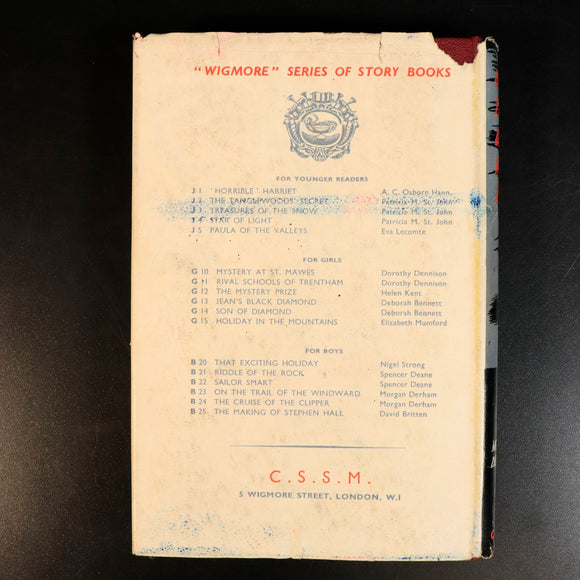 "WIGMORE" SERIES OF STORY BOOKS
FOR YOUNGER READERS
J 1 'HORRIBLE' HARRIET A. C. Osborn Hann
J 2 THE TANGLEWOODS' SECRET Patricia M. St. John
J 3 TREASURES OF THE SNOW Patricia M. St. John
J 4 STAR OF LIGHT Patricia M. St. John
J 5 PAULA OF THE VALLEYS Eva Lecomte
FOR GIRLS
G 10 MYSTERY AT ST. MAWES Dorothy Dennison
G 11 RIVAL SCHOOLS OF TRENTHAM Dorothy Dennison
G 12 THE MYSTERY PRIZE Helen Kent
G 13 JEAN'S BLACK DIAMOND Deborah Bennett
G 14 SON OF DIAMOND Deborah Bennett
G 15 HOLIDAY IN THE MOUNTAINS Elizabeth Mumford
FOR BOYS
B 20 THAT EXCITING HOLIDAY Nigel Strong
B 21 RIDDLE OF THE ROCK Spencer Deane
B 22 SAILOR SMART Spencer Deane
B 23 ON THE TRAIL OF THE WINDWARD Morgan Derham
B 24 THE CRUISE OF THE CLIPPER Morgan Derham
B 25 THE MAKING OF STEPHEN HALL David Britten
C.S.S.M.
5 WIGMORE STREET, LONDON, W.1